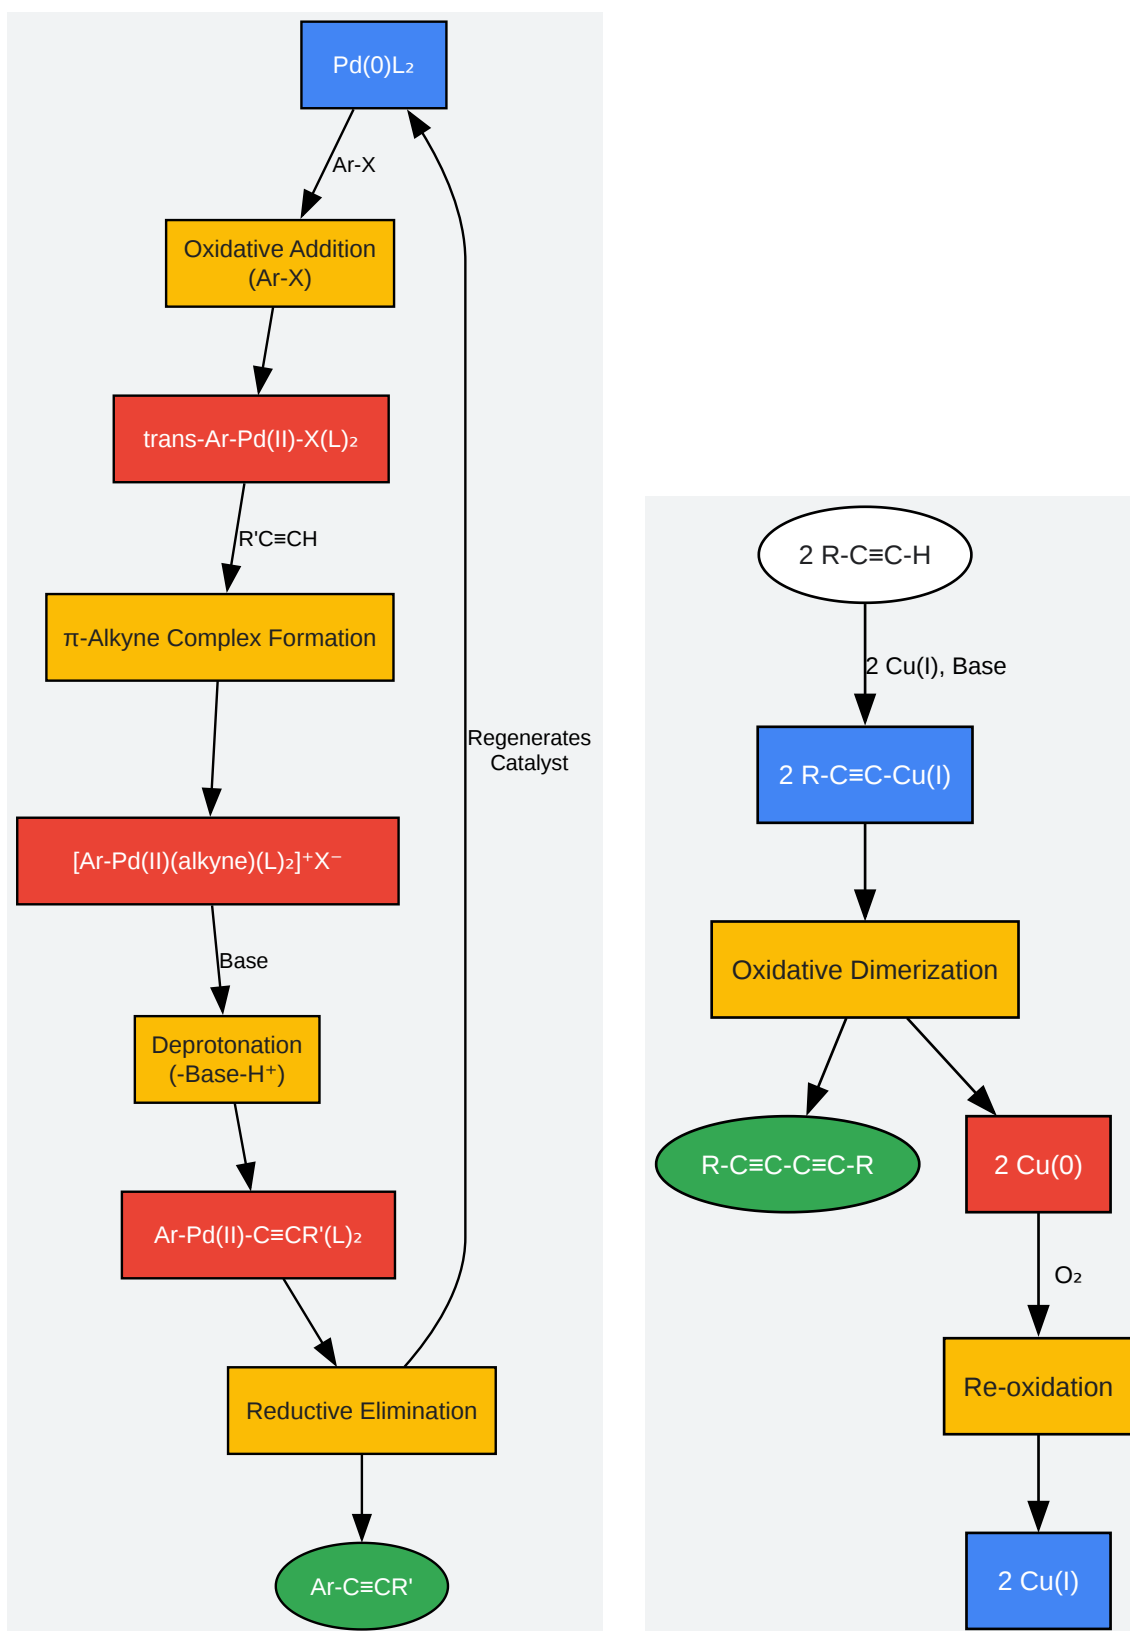 Pd(0)L₂
Ar-X
Oxidative Addition
(Ar-X)
trans-Ar-Pd(II)-X(L)₂
R'C≡CH
π-Alkyne Complex Formation
Regenerates
Catalyst
[Ar-Pd(II)(alkyne)(L)₂]⁺X⁻
Base
Deprotonation
(-Base-H⁺)
Ar-Pd(II)-C≡CR'(L)₂
Reductive Elimination
Ar-C≡CR'
2 R-C≡C-H
2 Cu(I), Base
2 R-C≡C-Cu(I)
Oxidative Dimerization
R-C≡C-C≡C-R
2 Cu(0)
O₂
Re-oxidation
2 Cu(I)